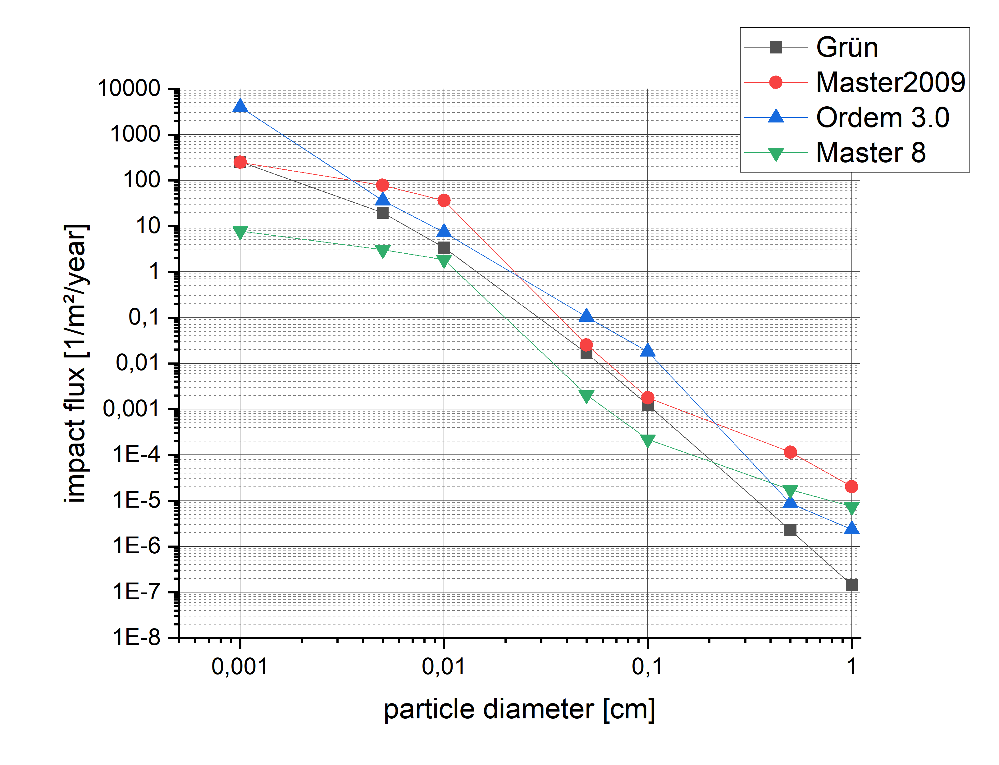 Grün
Master2009
Ordem 3.0
Master 8
10000
1000
100
10
1
0,1
0,01
0,001
1E-4
1E-5
1E-6
1E-7
1E-8
impact flux [1/m²/year]
0,001 0,01 0,1 1
particle diameter [cm]